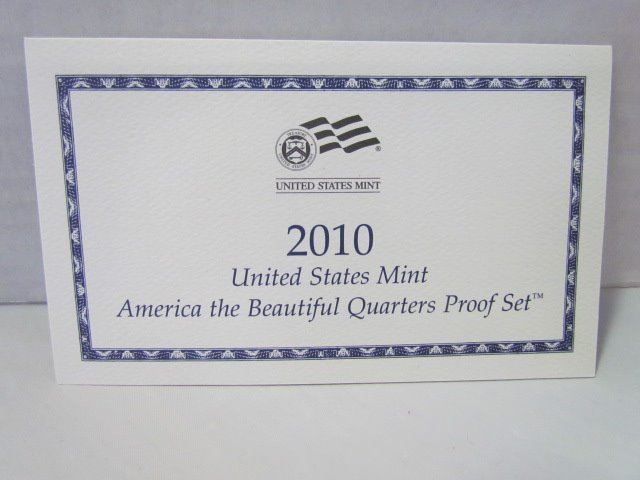 UNITED STATES MINT
2010
United States Mint
America the Beautiful Quarters Proof Set™